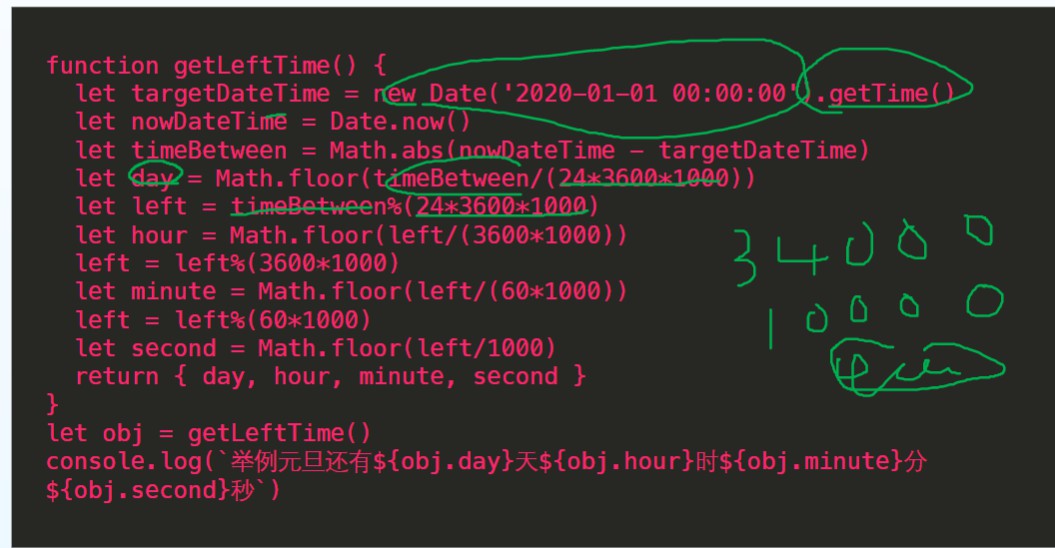 function getLeftTime() {
let targetDateTime = new Date('2020-01-01 00:00:00').getTime()
let nowDateTime = Date.now()
let timeBetween = Math.abs(nowDateTime - targetDateTime)
let day = Math.floor(timeBetween/(24*3600*1000))
let left = timeBetween%(24*3600*1000)
let hour = Math.floor(left/(3600*1000))
left = left%(3600*1000)
let minute = Math.floor(left/(60*1000))
left = left%(60*1000)
let second = Math.floor(left/1000)
return { day, hour, minute, second }
}
let obj = getLeftTime()
console.log(`举例元旦还有${obj.day}天${obj.hour}时${obj.minute}分
${obj.second}秒`)
34000
10000